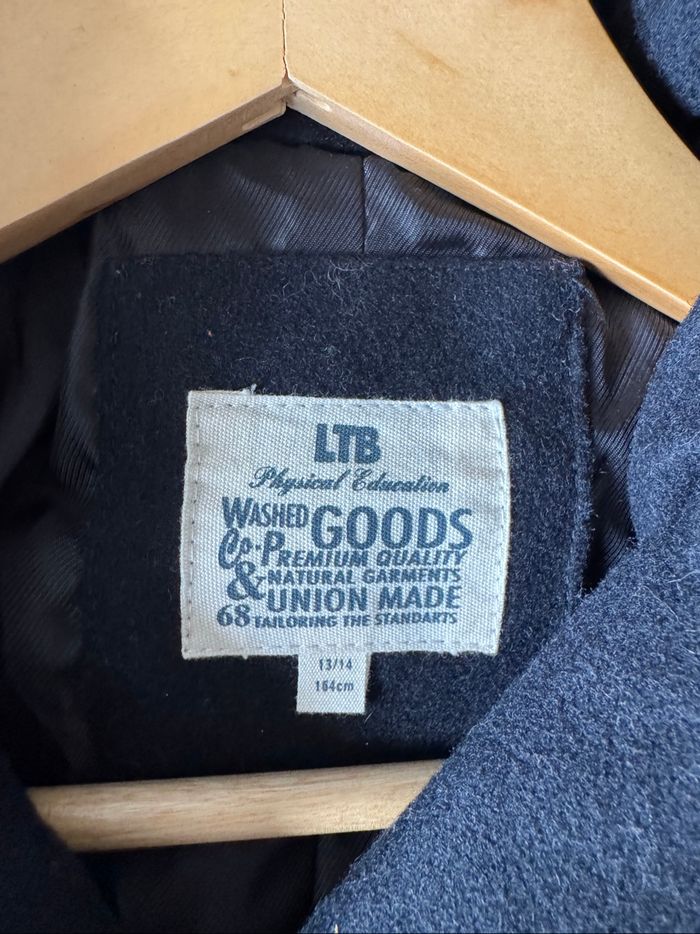 LTB
Physical Education
WASHED GOODS
Co-PREMIUM QUALITY
& NATURAL GARMENTS
UNION MADE
68 TAILORING THE STANDARTS
13/14
164cm